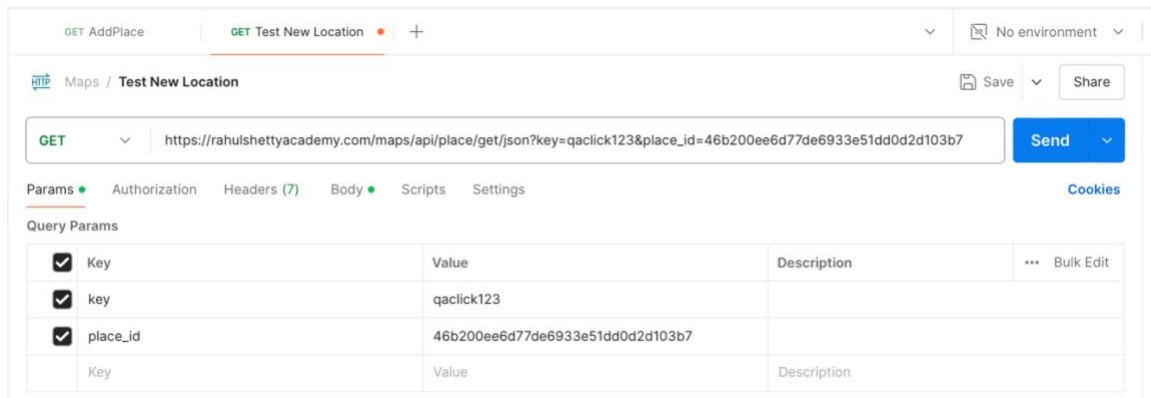 GET AddPlace GET Test New Location No environment
HTTP Maps / Test New Location Save Share
GET https://rahulshettyacademy.com/maps/api/place/get/json?key=qaclick123&place_id=46b200ee6d77de6933e51dd0d2d103b7 Send
Params Authorization Headers (7) Body Scripts Settings Cookies
Query Params
Key Value Description ••• Bulk Edit
key qaclick123
place_id 46b200ee6d77de6933e51dd0d2d103b7
Key Value Description